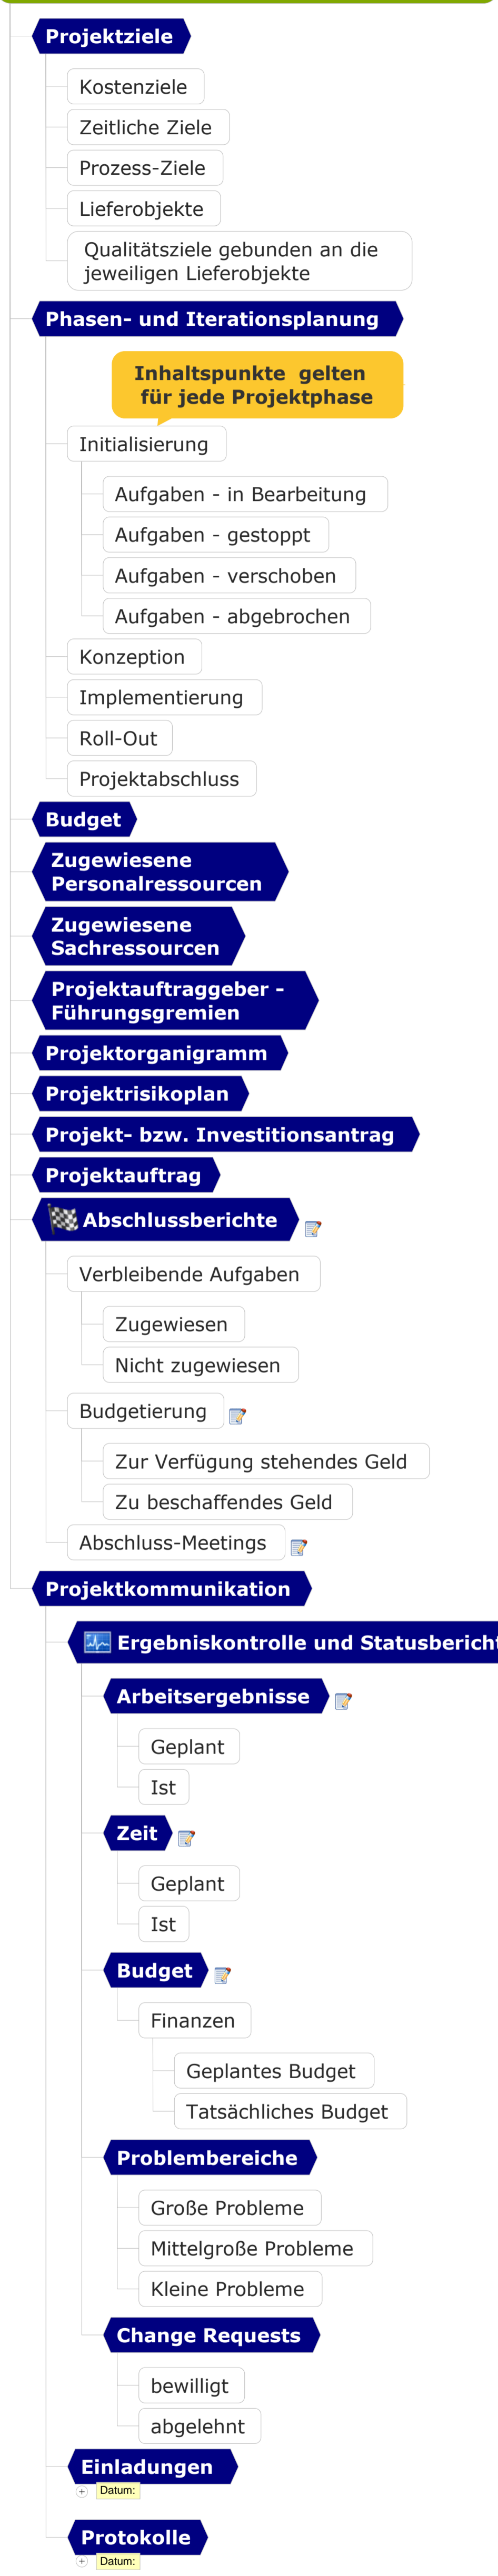 Projektziele
Kostenziele
Zeitliche Ziele
Prozess-Ziele
Lieferobjekte
Qualitätsziele gebunden an die
jeweiligen Lieferobjekte
Phasen- und Iterationsplanung
Inhaltspunkte gelten
für jede Projektphase
Initialisierung
Aufgaben - in Bearbeitung
Aufgaben - gestoppt
Aufgaben - verschoben
Aufgaben - abgebrochen
Konzeption
Implementierung
Roll-Out
Projektabschluss
Budget
Zugewiesene
Personalressourcen
Zugewiesene
Sachressourcen
Projektauftraggeber -
Führungsgremien
Projektorganigramm
Projektrisikoplan
Projekt- bzw. Investitionsantrag
Projektauftrag
Abschlussberichte
Verbleibende Aufgaben
Zugewiesen
Nicht zugewiesen
Budgetierung
Zur Verfügung stehendes Geld
Zu beschaffendes Geld
Abschluss-Meetings
Projektkommunikation
Ergebniskontrolle und Statusbericht
Arbeitsergebnisse
Geplant
Ist
Zeit
Geplant
Ist
Budget
Finanzen
Geplantes Budget
Tatsächliches Budget
Problembereiche
Große Probleme
Mittelgroße Probleme
Kleine Probleme
Change Requests
bewilligt
abgelehnt
Einladungen
Datum:
Protokolle
Datum: